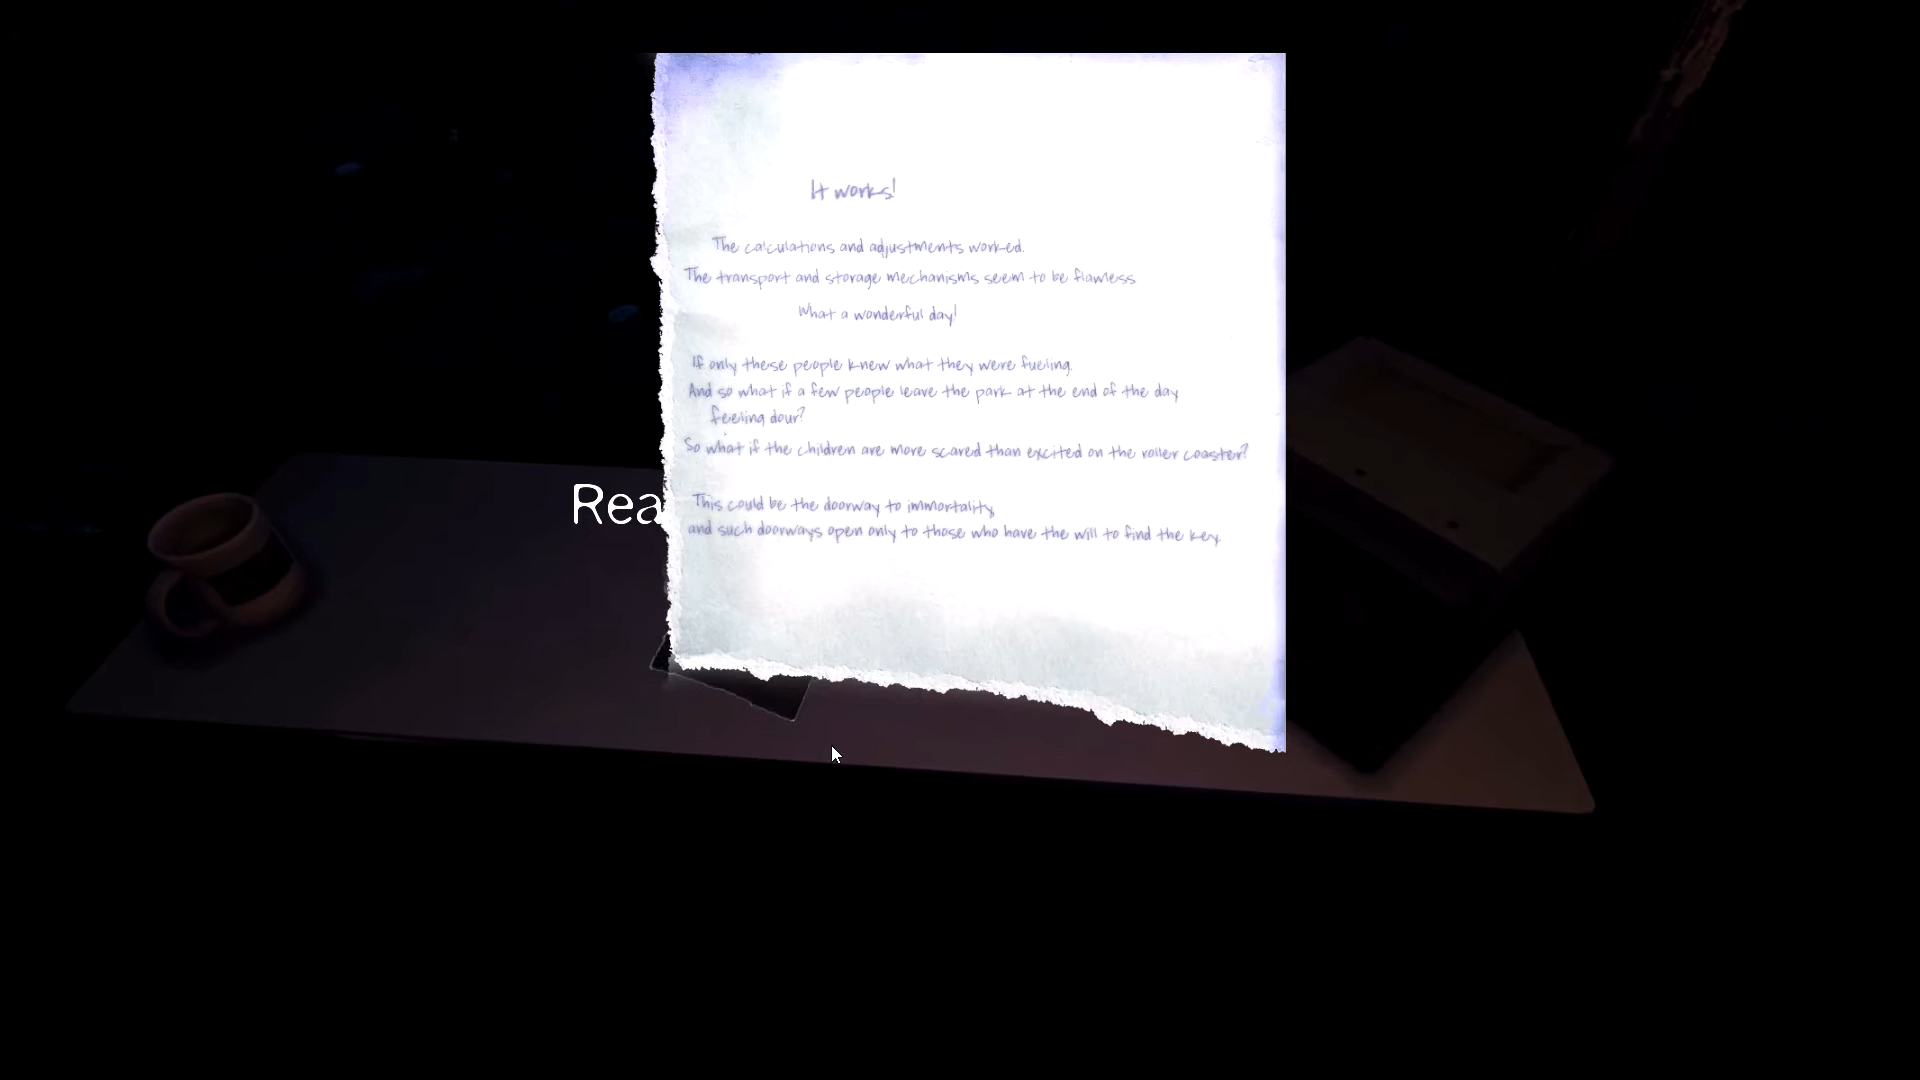 It works!
The calculations and adjustments worked.
The transport and storage mechanisms seem to be flawless
What a wonderful day!
If only these people knew what they were fueling.
And so what if a few people leave the park at the end of the day
feeling dour?
So what if the children are more scared than excited on the roller coaster?
Rea
This could be the doorway to immortality,
and such doorways open only to those who have the will to find the key.